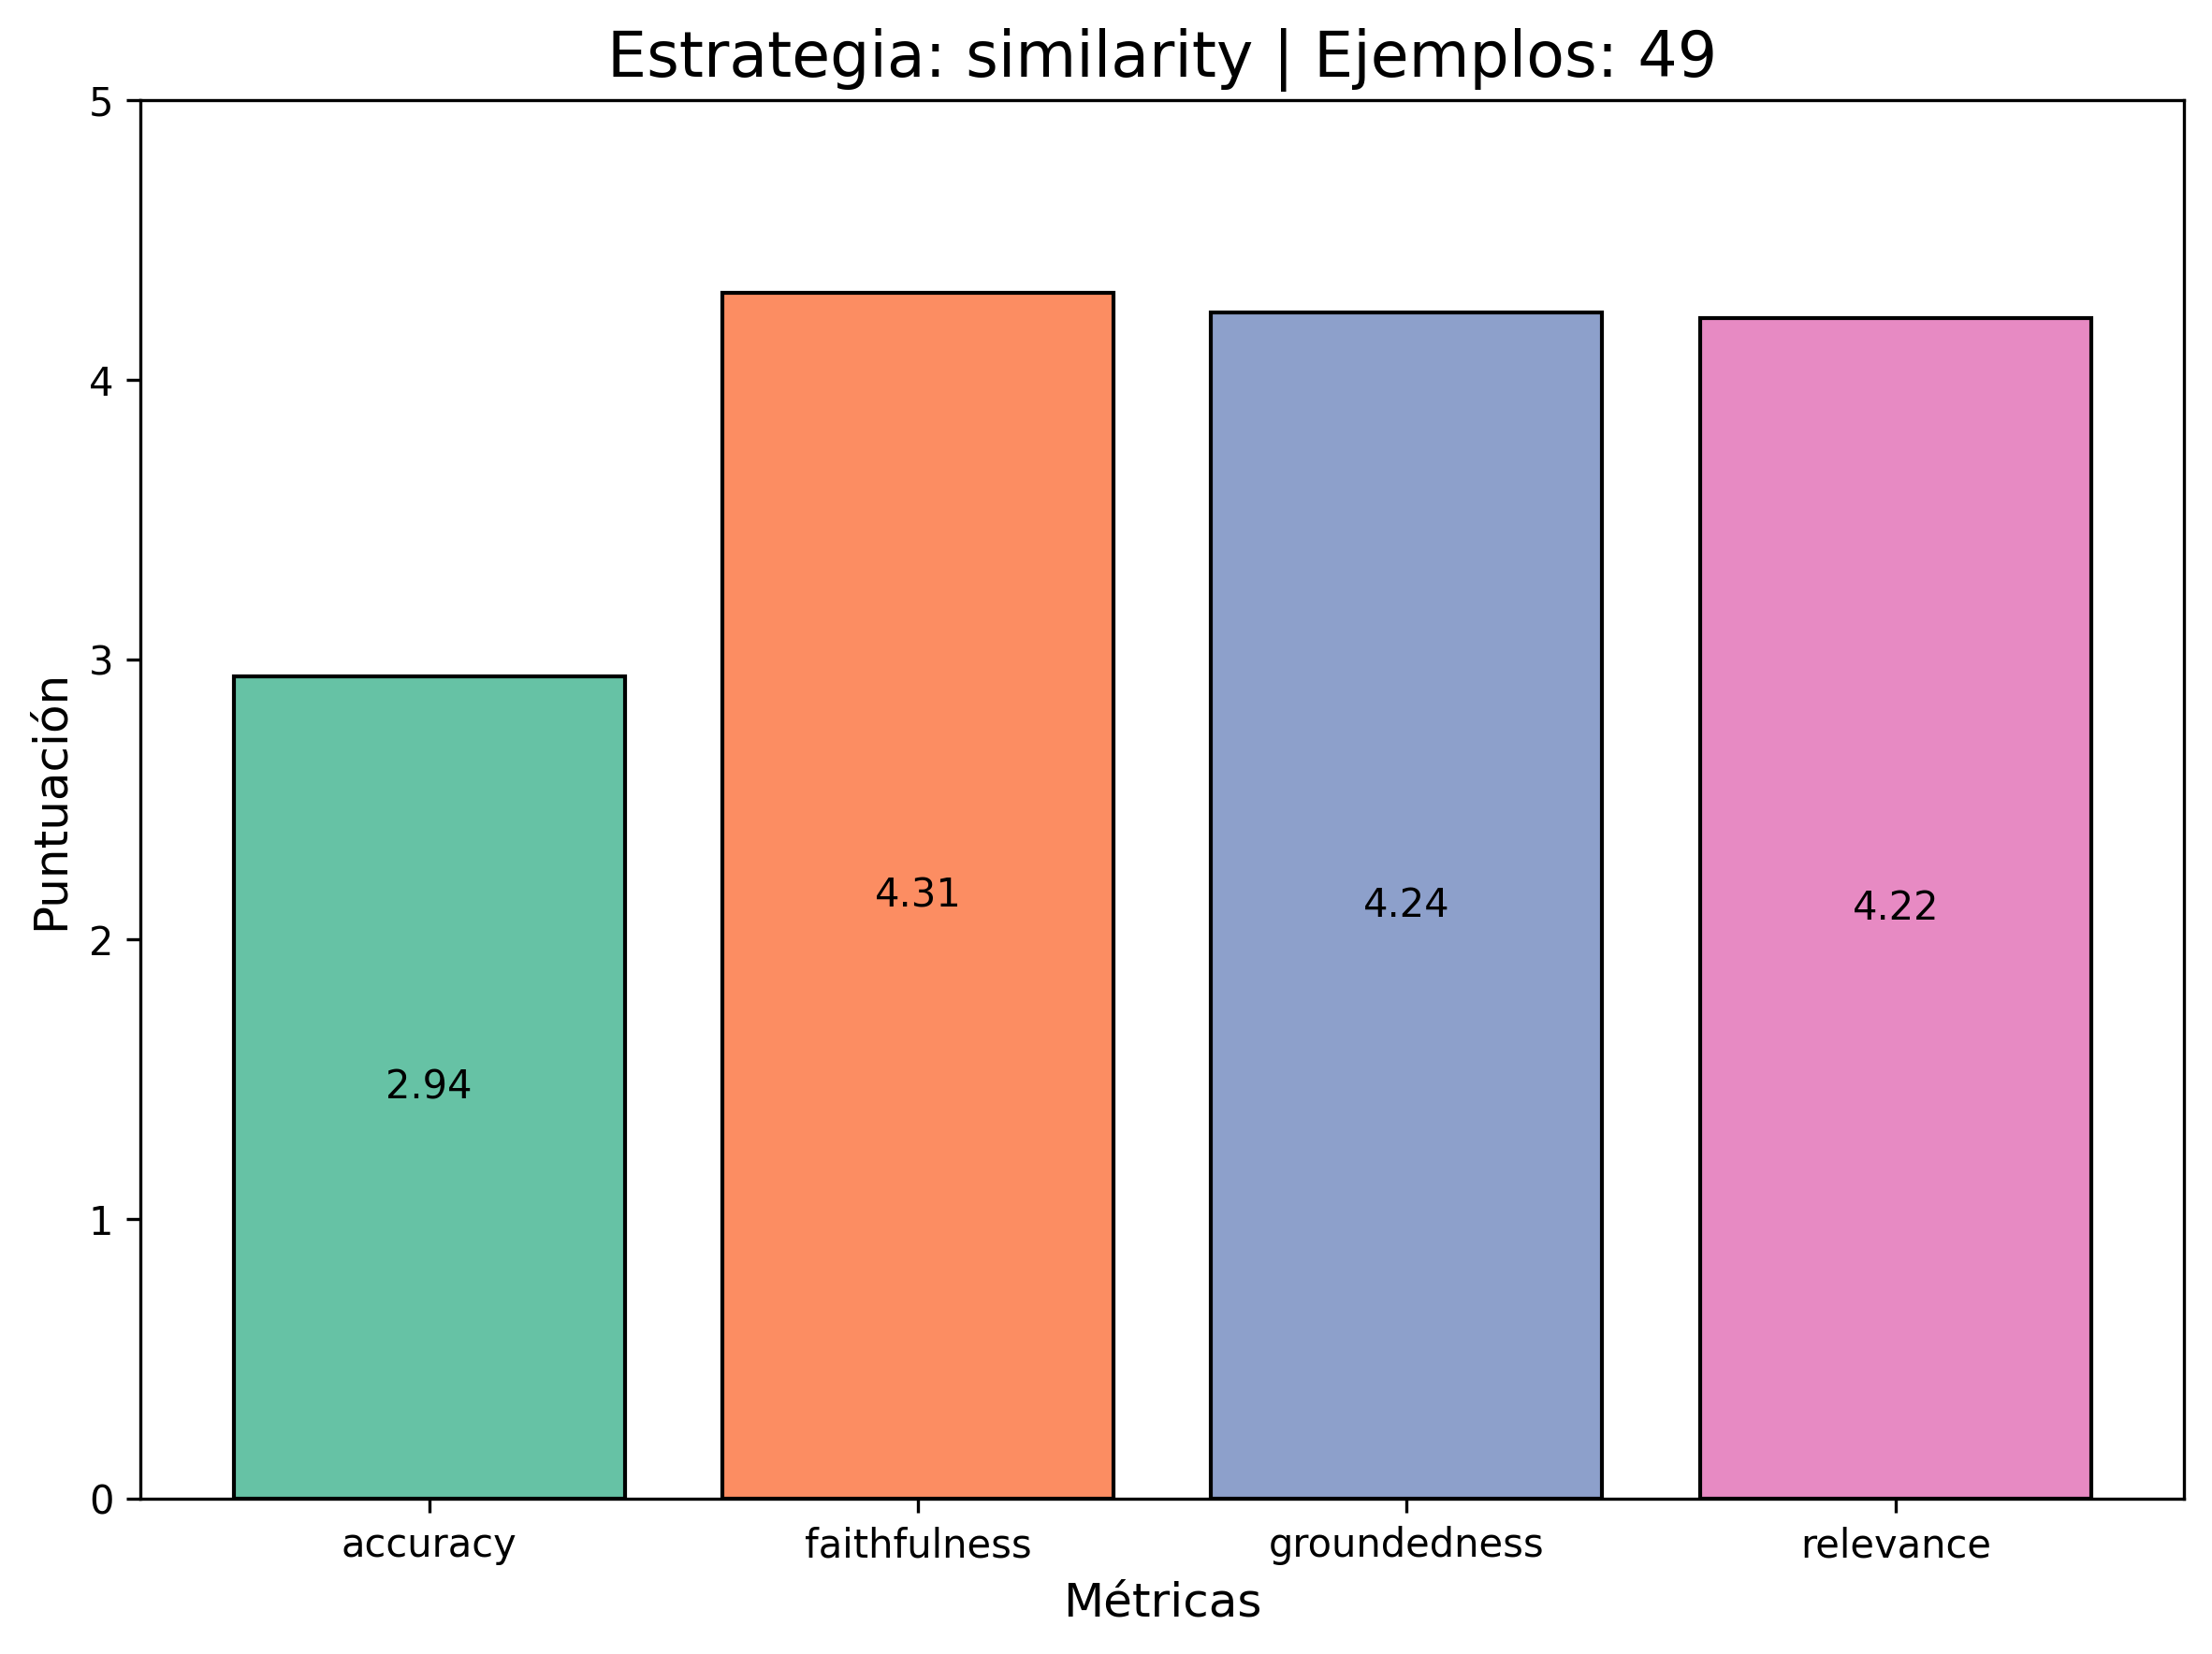 Estrategia: similarity | Ejemplos: 49
Puntuación
5
4
3
2
1
0
2.94
4.31
4.24
4.22
accuracy
faithfulness
groundedness
relevance
Métricas